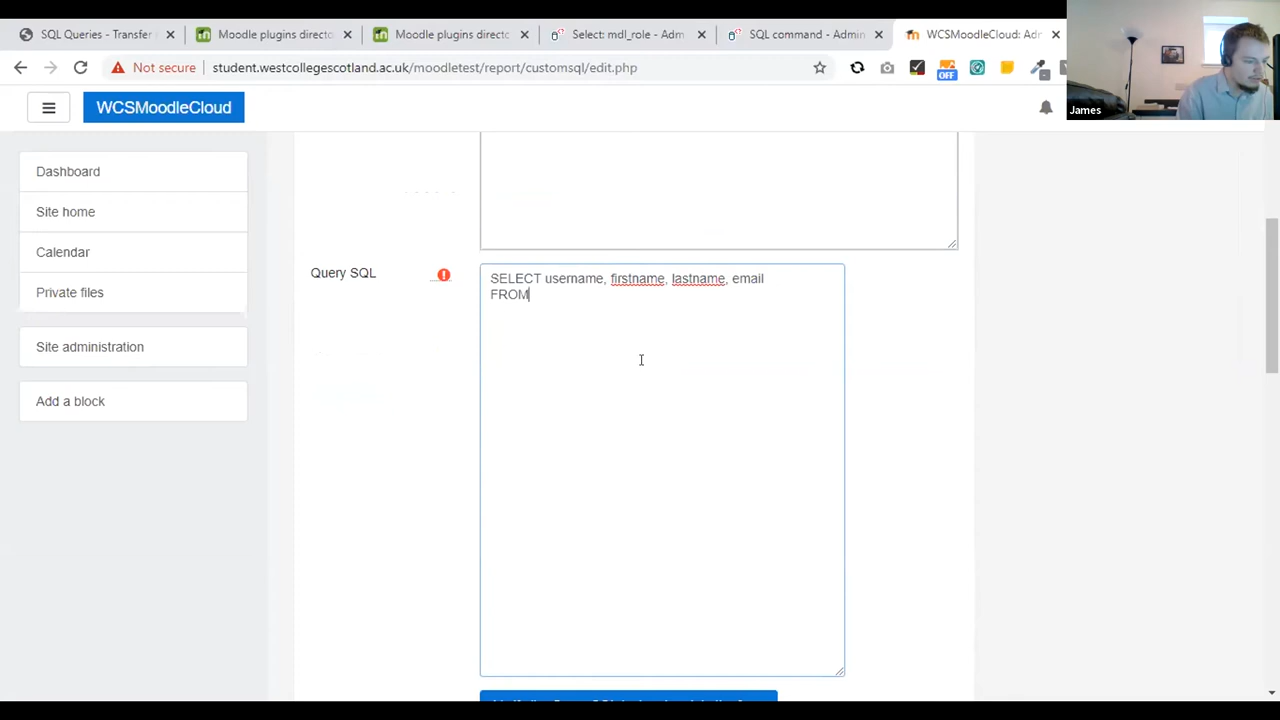 SQL Queries - Transfer
Moodle plugins directo
Moodle plugins directo
Select: mdl_role - Adm
SQL command - Admin
WCSMoodleCloud: Adm
Not secure
student.westcollegescotland.ac.uk/moodletest/report/customsql/edit.php
OFF
James
WCSMoodleCloud
Dashboard
Site home
Calendar
Private files
Site administration
Add a block
Query SQL
SELECT username, firstname, lastname, email
FROM